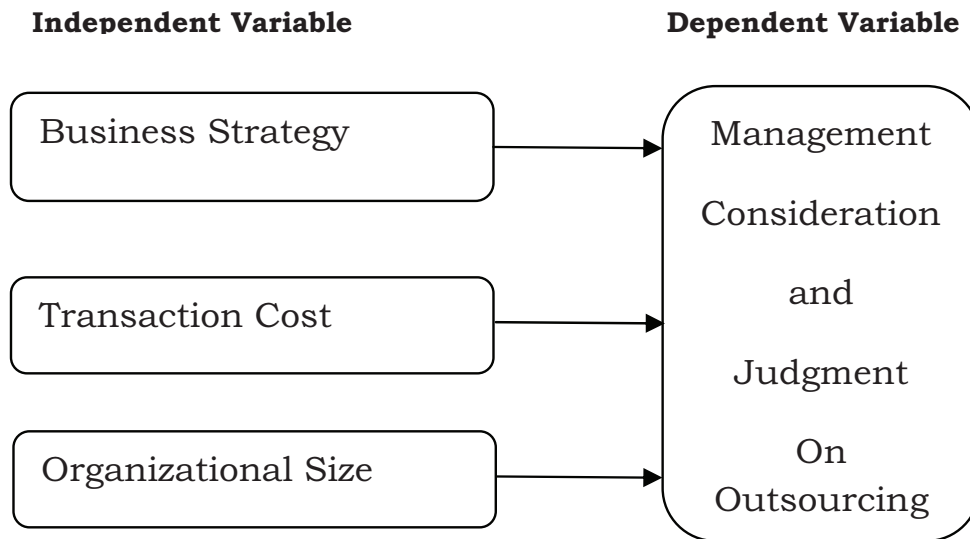 Independent Variable
Dependent Variable
Business Strategy
Transaction Cost
Organizational Size
Management
Consideration
and
Judgment
On
Outsourcing